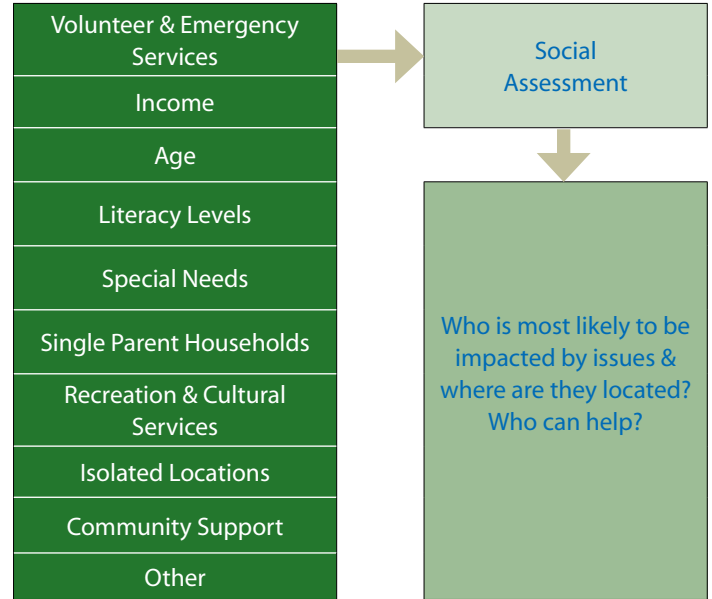 Volunteer & Emergency
Services
Income
Age
Literacy Levels
Special Needs
Single Parent Households
Recreation & Cultural
Services
Isolated Locations
Community Support
Other
Social
Assessment
Who is most likely to be
impacted by issues &
where are they located?
Who can help?